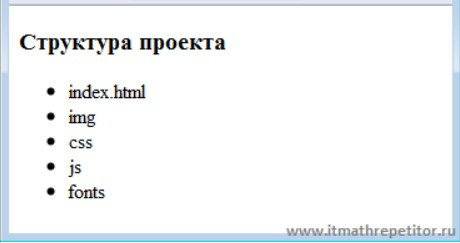 Структура проекта
index.html
img
css
js
fonts
www.itmathrepetitor.ru